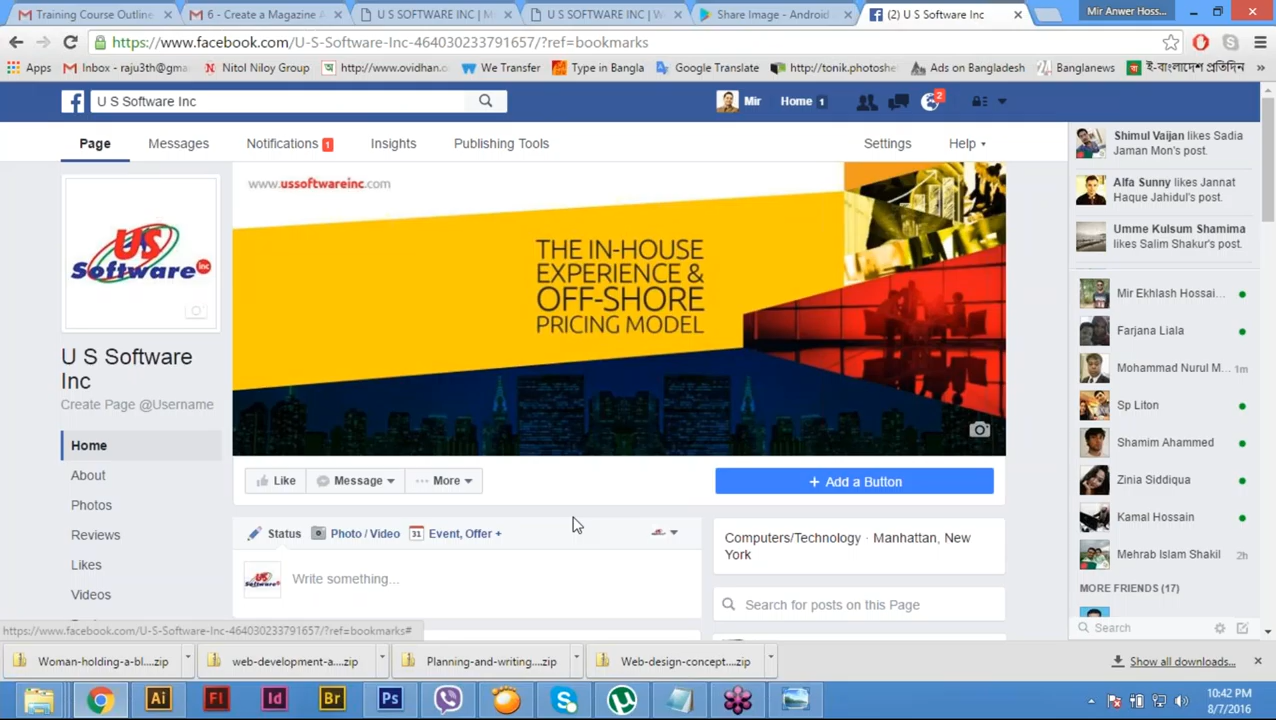 Training Course Outline
6 - Create a Magazine A
U S SOFTWARE INC | M
U S SOFTWARE INC | W
Share Image - Android
(2) U S Software Inc
Mir Anwer Hoss...
https://www.facebook.com/U-S-Software-Inc-464030233791657/?ref=bookmarks
Apps
Inbox - raju3th@gma
Nitol Niloy Group
http://www.ovidhan.o
We Transfer
Type in Bangla
Google Translate
http://tonik.photoshel
Ads on Bangladesh
Banglanews
ই-বাংলাদেশ প্রতিদিন
»
U S Software Inc
Mir
Home 1
2
Page
Messages
Notifications 1
Insights
Publishing Tools
Settings
Help
www.ussoftwareinc.com
US
Software inc
THE IN-HOUSE
EXPERIENCE &
OFF-SHORE
PRICING MODEL
U S Software
Inc
Create Page @Username
Home
About
Photos
Reviews
Likes
Videos
Like
Message
More
+ Add a Button
Status
Photo / Video
31
Event, Offer +
US
Software
Write something...
Computers/Technology · Manhattan, New
York
Search for posts on this Page
Shimul Vaijan likes Sadia
Jaman Mon's post.
Alfa Sunny likes Jannat
Haque Jahidul's post.
Umme Kulsum Shamima
likes Salim Shakur's post.
Mir Ekhlash Hossai...
Farjana Liala
Mohammad Nurul M... 1m
Sp Liton
Shamim Ahammed
Zinia Siddiqua
Kamal Hossain
Mehrab Islam Shakil 2h
MORE FRIENDS (17)
Search
https://www.facebook.com/U-S-Software-Inc-464030233791657/?ref=bookmarks#
Woman-holding-a-bl....zip
web-development-a....zip
Planning-and-writing....zip
Web-design-concept....zip
Show all downloads...
Ai
Fl
Id
Br
Ps
10:42 PM
8/7/2016